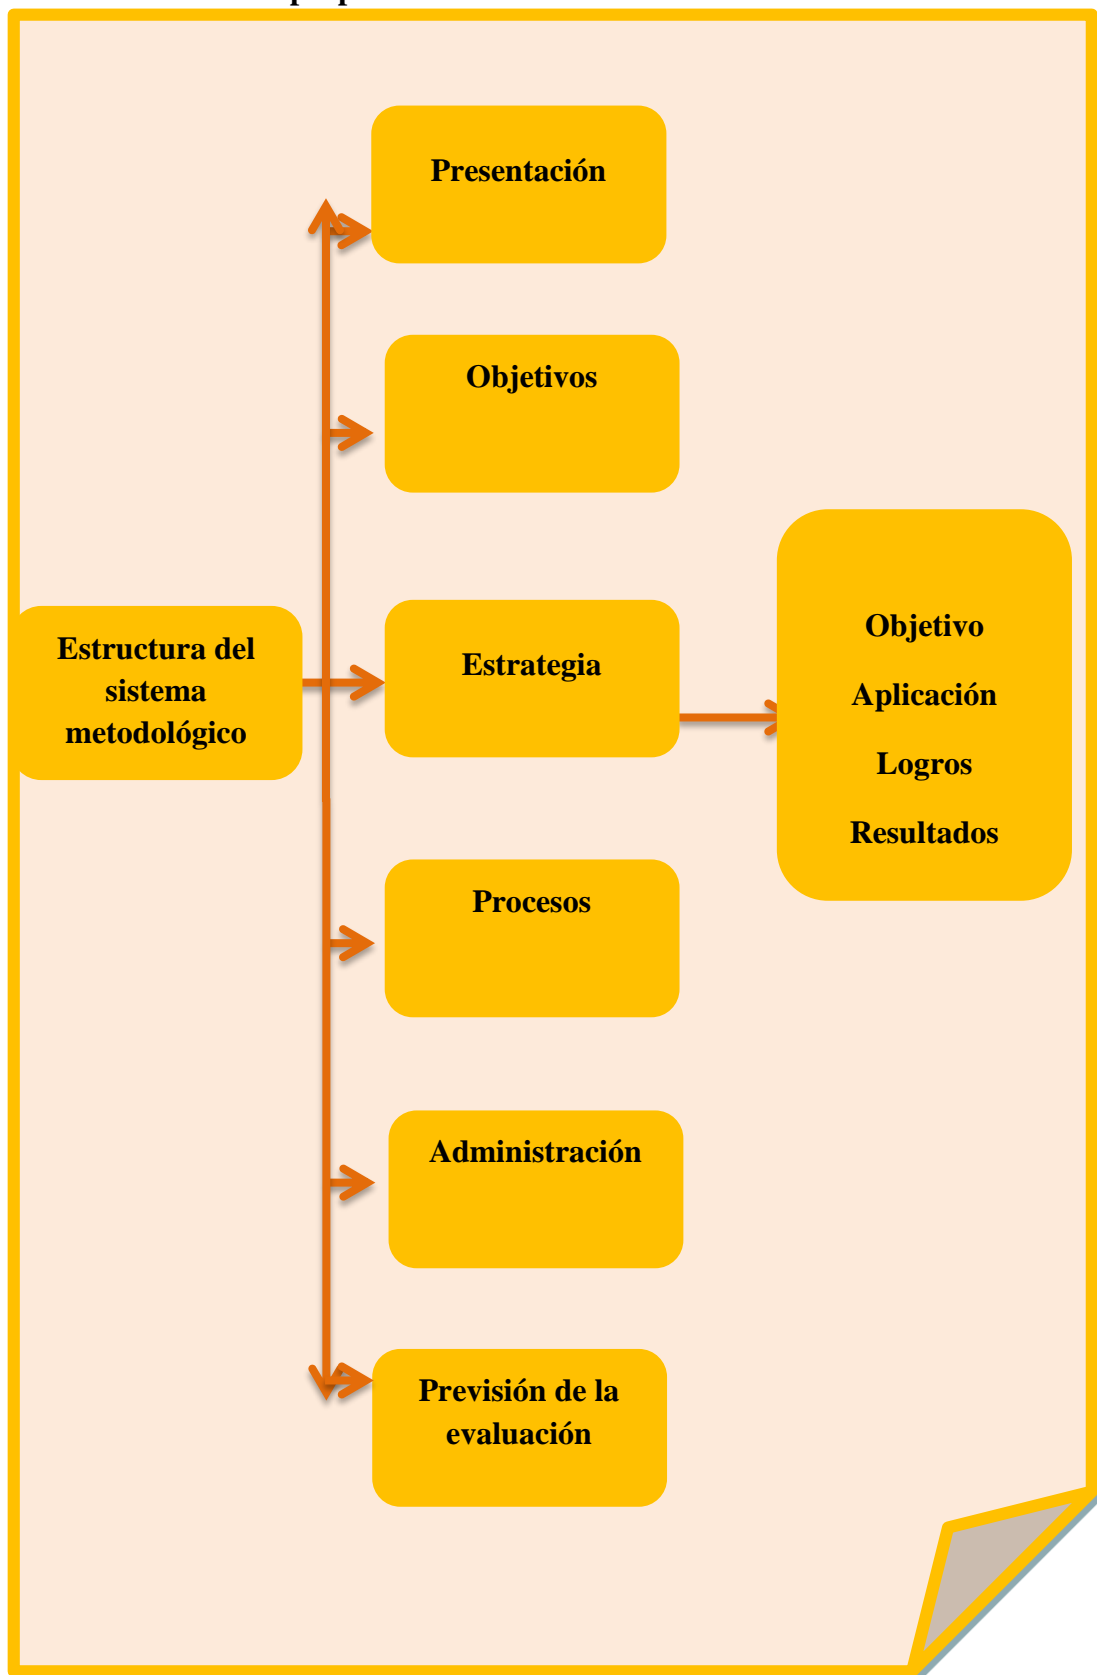 Presentación
Objetivos
Estructura del
sistema
metodológico
Estrategia
Objetivo
Aplicación
Logros
Resultados
Procesos
Administración
Previsión de la
evaluación